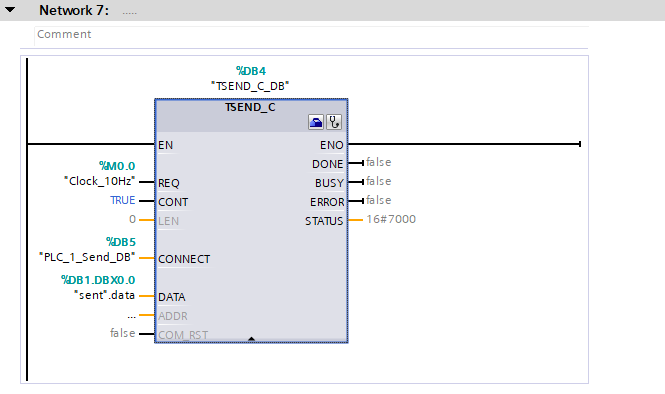 Network 7: .....
Comment
%DB4
"TSEND_C_DB"
TSEND_C
EN ENO
DONE false
%M0.0
"Clock_10Hz" REQ BUSY false
TRUE CONT ERROR false
0 LEN STATUS 16#7000
%DB5
"PLC_1_Send_DB" CONNECT
%DB1.DBX0.0
"sent".data DATA
... ADDR
false COM_RST